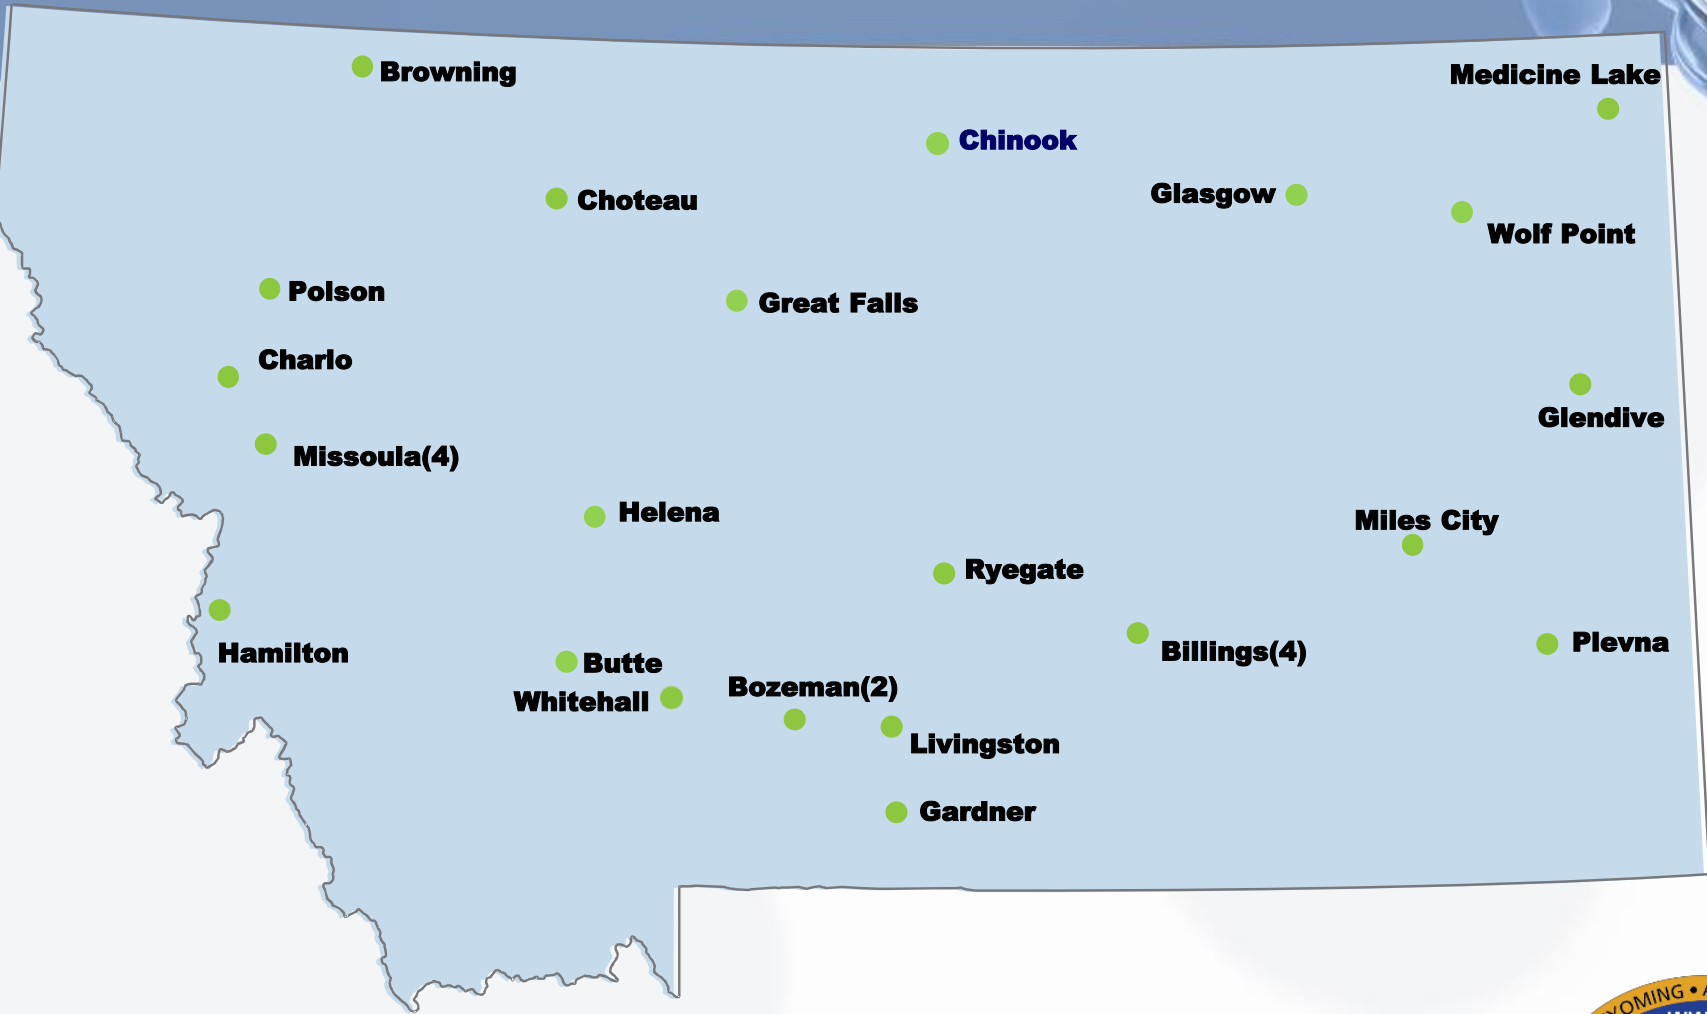 Browning
Medicine Lake
Chinook
Glasgow
Choteau
Wolf Point
Polson
Great Falls
Charlo
Glendive
Missoula(4)
Helena
Miles City
Ryegate
Hamilton
Billings(4)
Plevna
Butte
Bozeman(2)
Whitehall
Livingston
Gardner